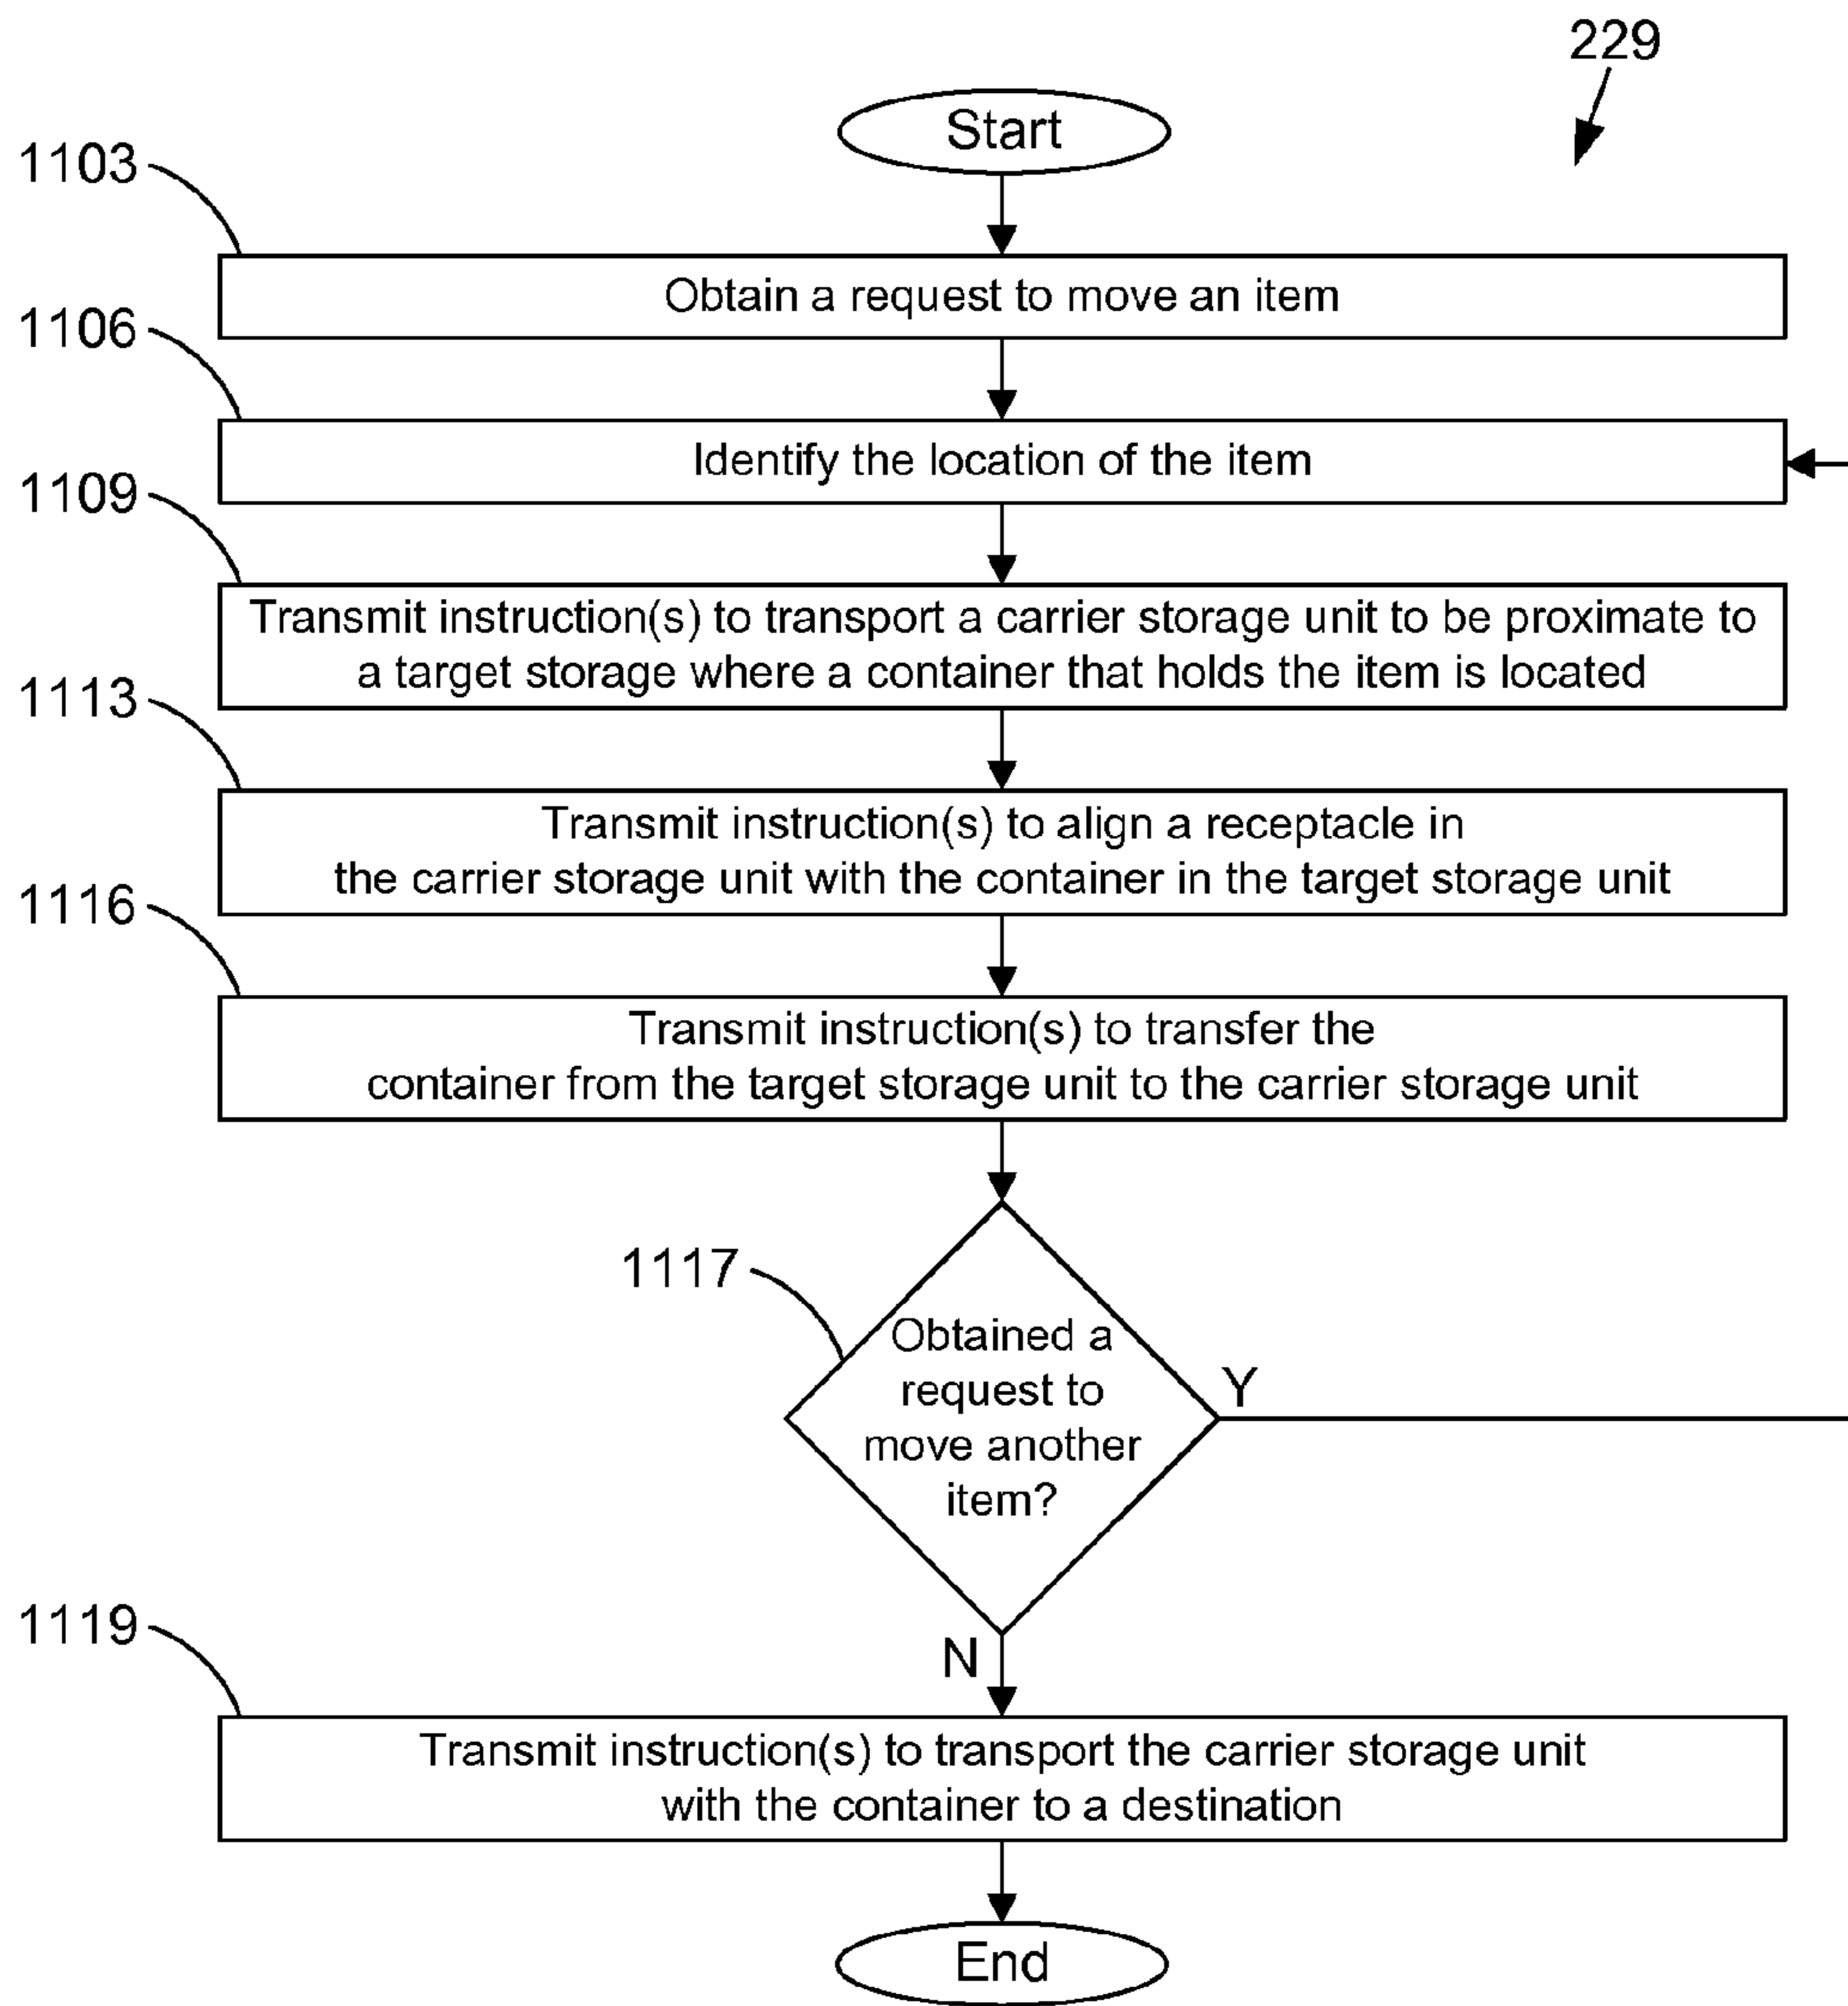 229
Start
1103
Obtain a request to move an item
1106
Identify the location of the item
1109
Transmit instruction(s) to transport a carrier storage unit to be proximate to
a target storage where a container that holds the item is located
1113
Transmit instruction(s) to align a receptacle in
the carrier storage unit with the container in the target storage unit
1116
Transmit instruction(s) to transfer the
container from the target storage unit to the carrier storage unit
1117
Obtained a
request to
move another
item?
Y
N
1119
Transmit instruction(s) to transport the carrier storage unit
with the container to a destination
End